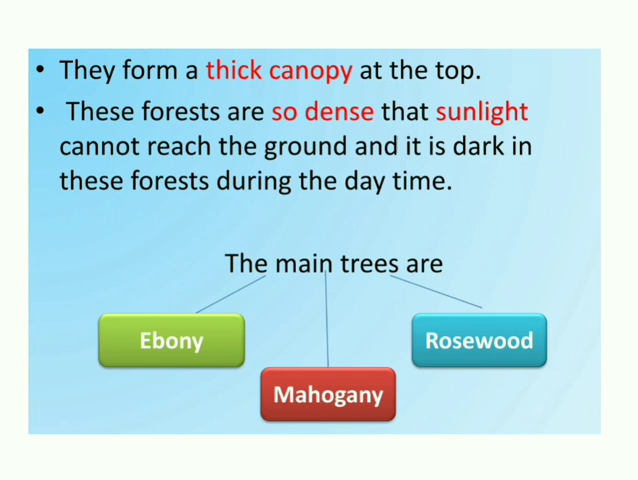 • They form a thick canopy at the top.
• These forests are so dense that sunlight
cannot reach the ground and it is dark in
these forests during the day time.
The main trees are
Ebony
Rosewood
Mahogany